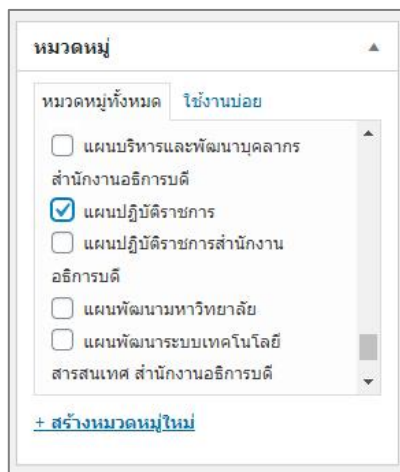 หมวดหมู่
หมวดหมู่ทั้งหมด ใช้งานบ่อย
แผนบริหารและพัฒนาบุคลากร
สำนักงานอธิการบดี
แผนปฏิบัติราชการ
แผนปฏิบัติราชการสำนักงาน
อธิการบดี
แผนพัฒนามหาวิทยาลัย
แผนพัฒนาระบบเทคโนโลยี
สารสนเทศ สำนักงานอธิการบดี
+ สร้างหมวดหมู่ใหม่